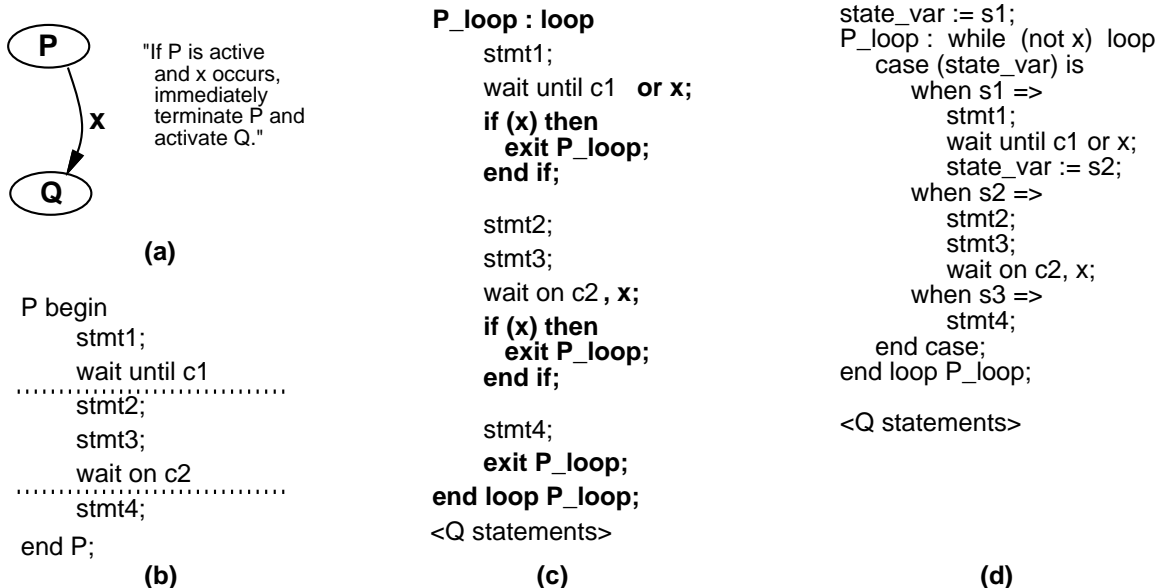 P
x
Q
"If P is active
and x occurs,
immediately
terminate P and
activate Q."
(a)
P begin
stmt1;
wait until c1
stmt2;
stmt3;
wait on c2
stmt4;
end P;
(b)
P_loop : loop
stmt1;
wait until c1 or x;
if (x) then
exit P_loop;
end if;
stmt2;
stmt3;
wait on c2 , x;
if (x) then
exit P_loop;
end if;
stmt4;
exit P_loop;
end loop P_loop;
<Q statements>
(c)
state_var := s1;
P_loop : while (not x) loop
case (state_var) is
when s1 =>
stmt1;
wait until c1 or x;
state_var := s2;
when s2 =>
stmt2;
stmt3;
wait on c2, x;
when s3 =>
stmt4;
end case;
end loop P_loop;
<Q statements>
(d)